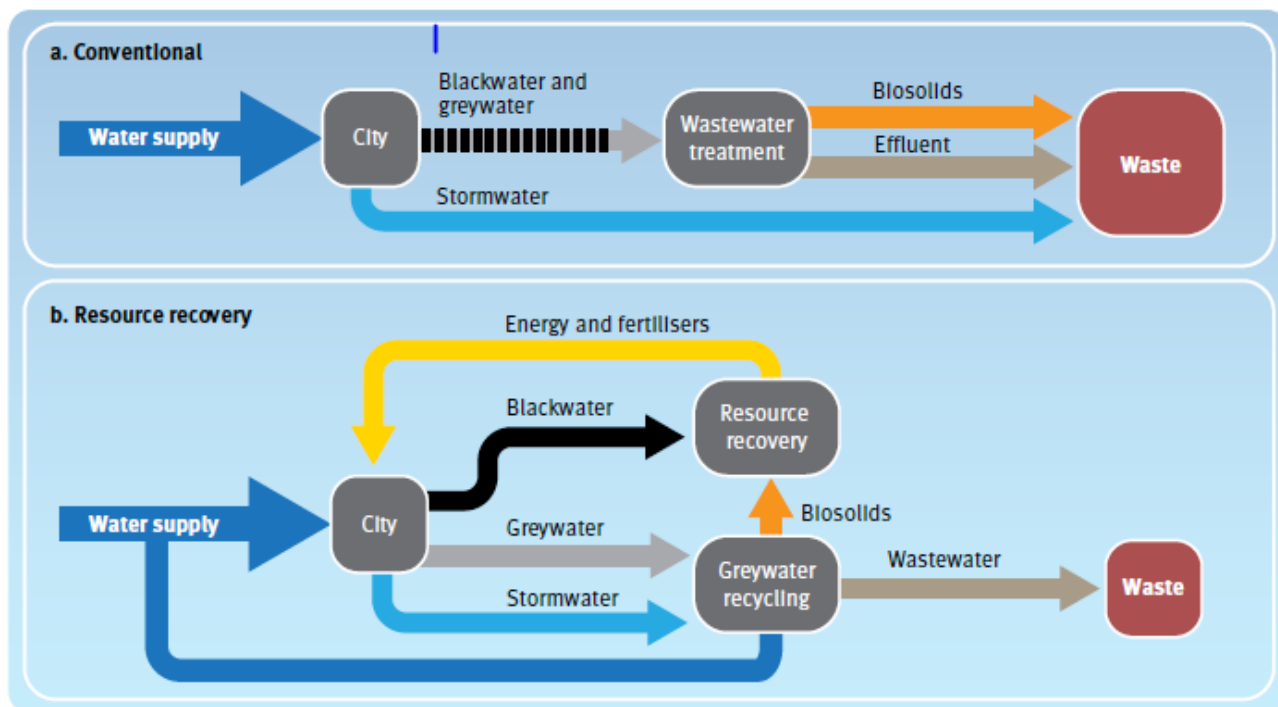 a. Conventional
Blackwater and
greywater
Biosolids
Water supply
City
Wastewater
treatment
Effluent
Waste
Stormwater
b. Resource recovery
Energy and fertilisers
Blackwater
Resource
recovery
Water supply
City
Biosolids
Greywater
Wastewater
Greywater
recycling
Waste
Stormwater